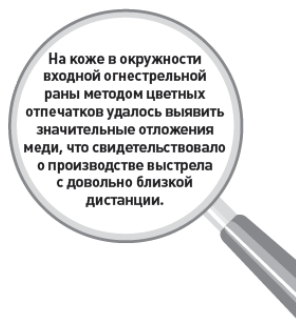 На коже в окружности
входной огнестрельной
раны методом цветных
отпечатков удалось выявить
значительные отложения
меди, что свидетельствовало
о производстве выстрела
с довольно близкой
дистанции.